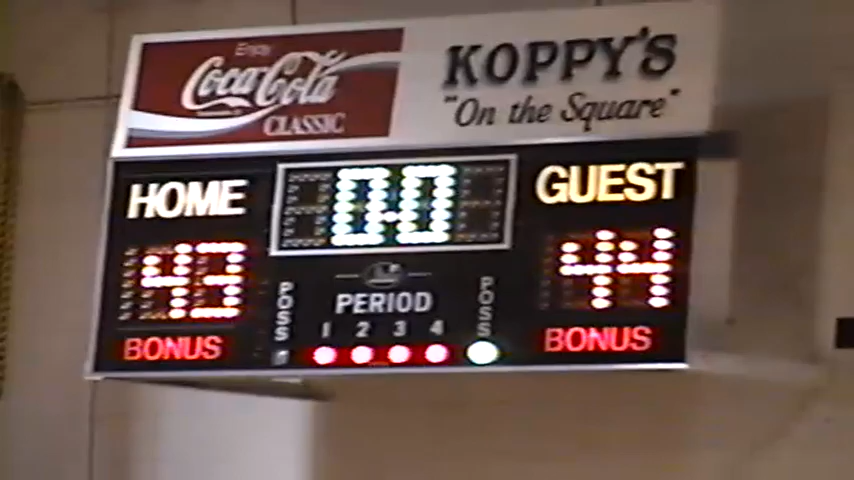 Enjoy
Coca-Cola
CLASSIC
KOPPY'S
"On the Square"
HOME
0:0
GUEST
43
44
POSS
PERIOD
POSS
1 2 3 4
BONUS
BONUS